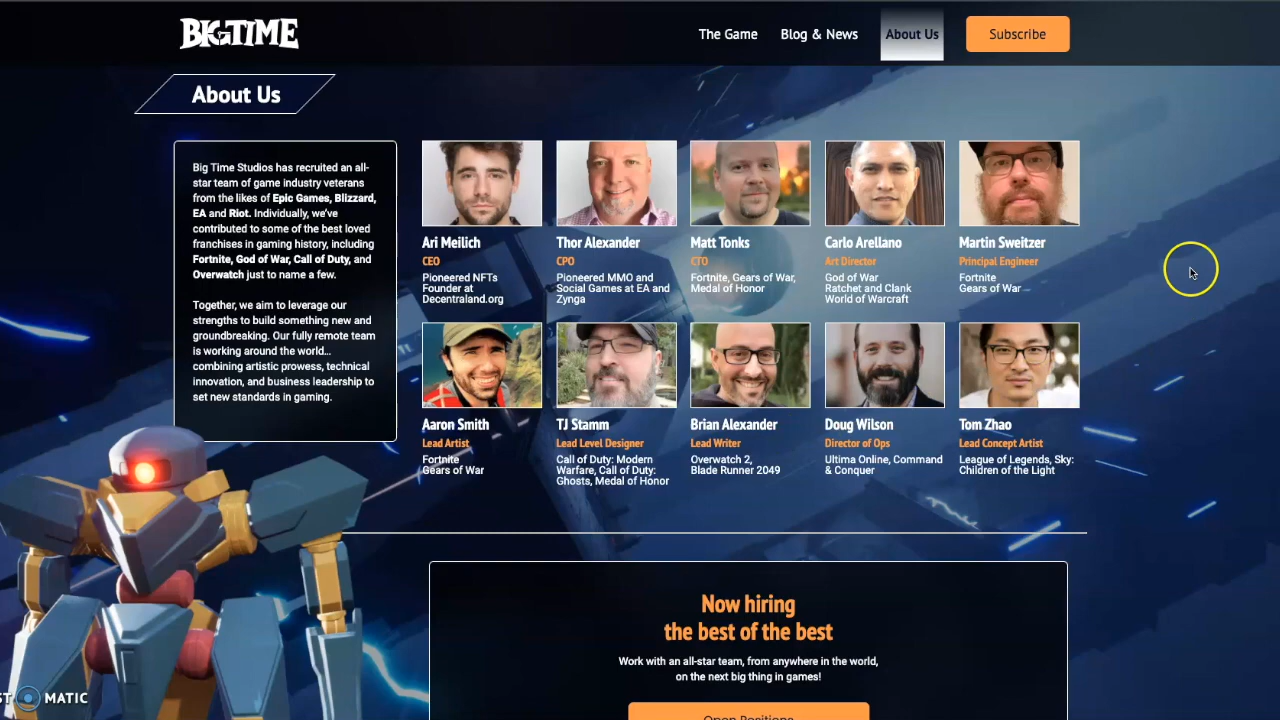 BIGTIME
The Game
Blog & News
About Us
Subscribe
About Us
Big Time Studios has recruited an all-
star team of game industry veterans
from the likes of Epic Games, Blizzard,
EA and Riot. Individually, we've
contributed to some of the best loved
franchises in gaming history, including
Fortnite, God of War, Call of Duty, and
Overwatch just to name a few.
Together, we aim to leverage our
strengths to build something new and
groundbreaking. Our fully remote team
is working around the world...
combining artistic prowess, technical
innovation, and business leadership to
set new standards in gaming.
Ari Meilich
CEO
Pioneered NFTs
Founder at
Decentraland.org
Thor Alexander
CPO
Pioneered MMO and
Social Games at EA and
Zynga
Matt Tonks
CTO
Fortnite, Gears of War,
Medal of Honor
Carlo Arellano
Art Director
God of War
Ratchet and Clank
World of Warcraft
Martin Sweitzer
Principal Engineer
Fortnite
Gears of War
Aaron Smith
Lead Artist
Fortnite
Gears of War
TJ Stamm
Lead Level Designer
Call of Duty: Modern
Warfare, Call of Duty:
Ghosts, Medal of Honor
Brian Alexander
Lead Writer
Overwatch 2,
Blade Runner 2049
Doug Wilson
Director of Ops
Ultima Online, Command
& Conquer
Tom Zhao
Lead Concept Artist
League of Legends, Sky:
Children of the Light
Now hiring
the best of the best
Work with an all-star team, from anywhere in the world,
on the next big thing in games!
Open Positions
MATIC